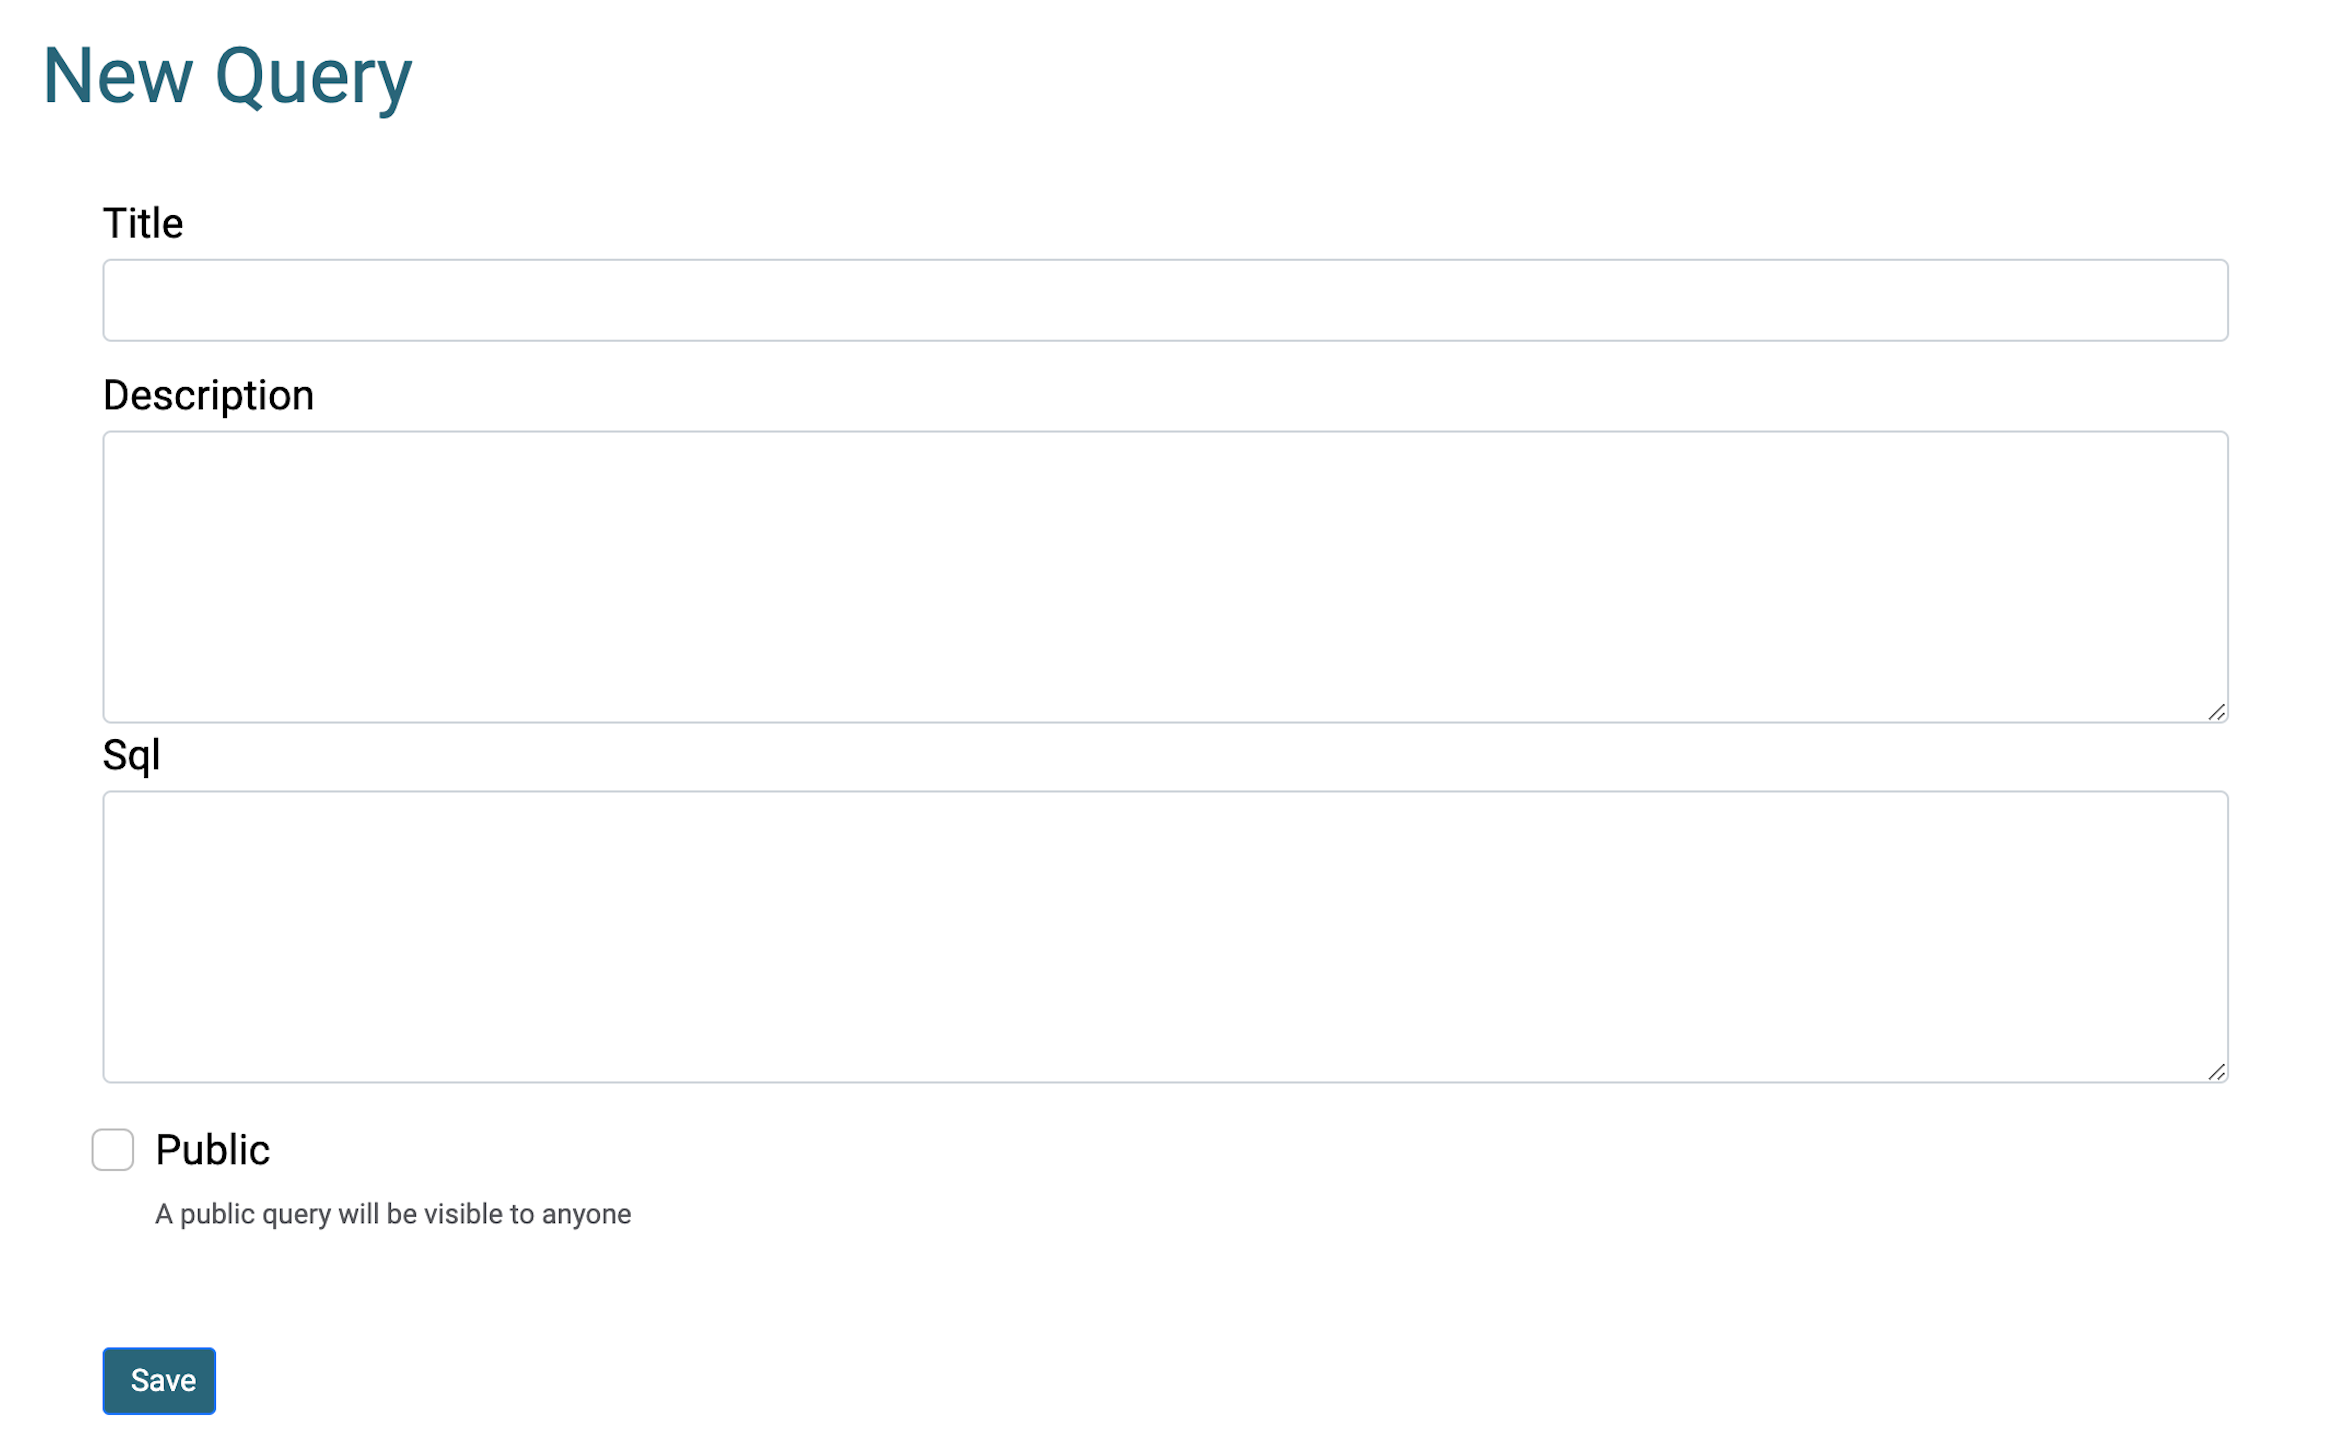 New Query
Title
Description
Sql
Public
A public query will be visible to anyone
Save